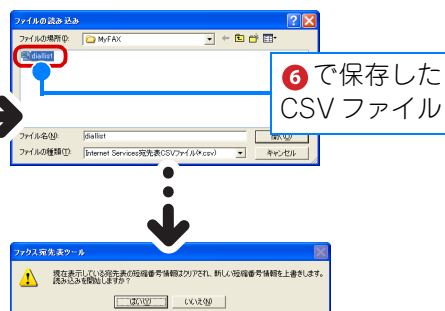 ファイルの読み込み
ファイルの場所(I): MyFAX
diallist
6 で保存した
CSV ファイル
ファイル名(N): diallist
ファイルの種類(T): Internet Services宛先表CSVファイル(*.csv) キャンセル
ファクス宛先表ツール
現在表示している宛先表の短縮番号情報はクリアされ、新しい短縮番号情報を上書きします。
読み込みを開始しますか？
はい(Y) いいえ(N)